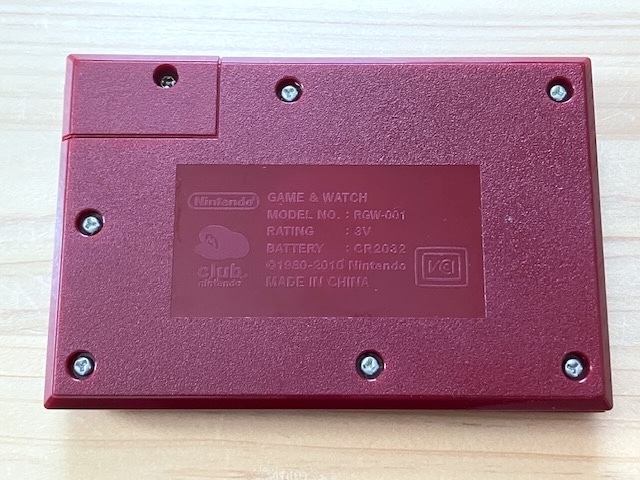 Nintendo
GAME & WATCH
MODEL NO. : RGW-001
RATING : 3V
BATTERY : CR2032
©1980-2010 Nintendo
MADE IN CHINA
club
nintendo